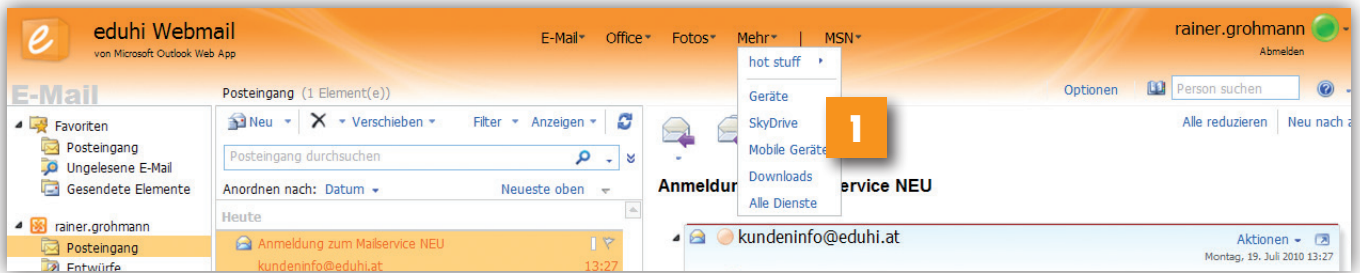 eduhi Webmail
von Microsoft Outlook Web App
E-Mail Office Fotos Mehr | MSN
rainer.grohmann
Abmelden
hot stuff
Geräte
SkyDrive
Mobile Geräte
Downloads
Alle Dienste
1
E-Mail
Posteingang (1 Element(e))
Optionen
Person suchen
Favoriten
Posteingang
Ungelesene E-Mail
Gesendete Elemente
rainer.grohmann
Posteingang
Entwürfe
Neu Verschieben Filter Anzeigen
Posteingang durchsuchen
Anordnen nach: Datum Neueste oben
Heute
Anmeldung zum Mailservice NEU
kundeninfo@eduhi.at 13:27
Alle reduzieren Neu nach
NEU
kundeninfo@eduhi.at
Aktionen
Montag, 19. Juli 2010 13:27